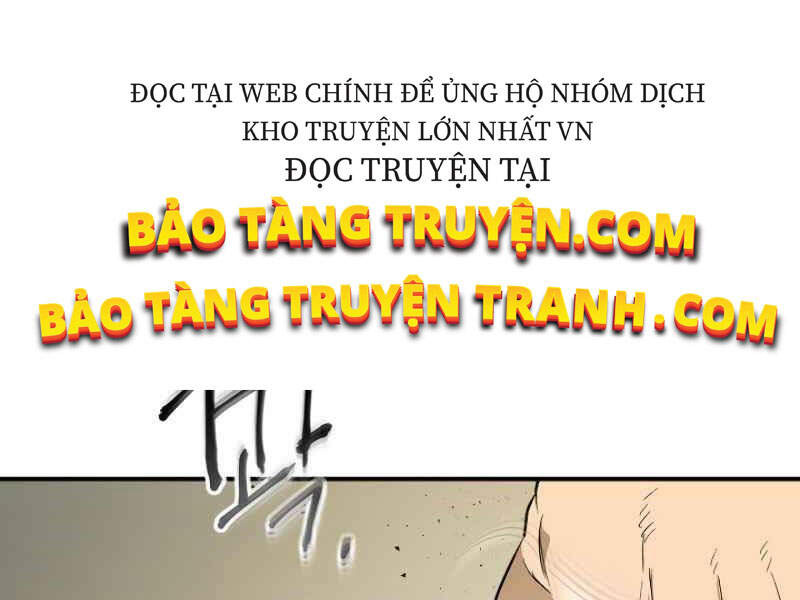 ĐỌC TẠI WEB CHÍNH ĐỂ ỦNG HỘ NHÓM DỊCH
KHO TRUYỆN LỚN NHẤT VN
ĐỌC TRUYỆN TẠI
BẢO TÀNG TRUYỆN.COM
BẢO TÀNG TRUYỆN TRANH.COM